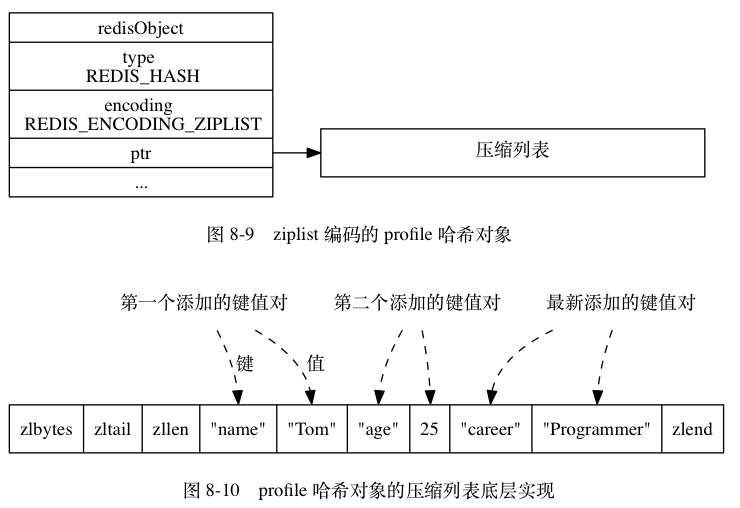 redisObject
type
REDIS_HASH
encoding
REDIS_ENCODING_ZIPLIST
ptr
...
压缩列表
图 8-9 ziplist 编码的 profile 哈希对象
第一个添加的键值对 第二个添加的键值对 最新添加的键值对
键 值
zlbytes zltail zllen "name" "Tom" "age" 25 "career" "Programmer" zlend
图 8-10 profile 哈希对象的压缩列表底层实现